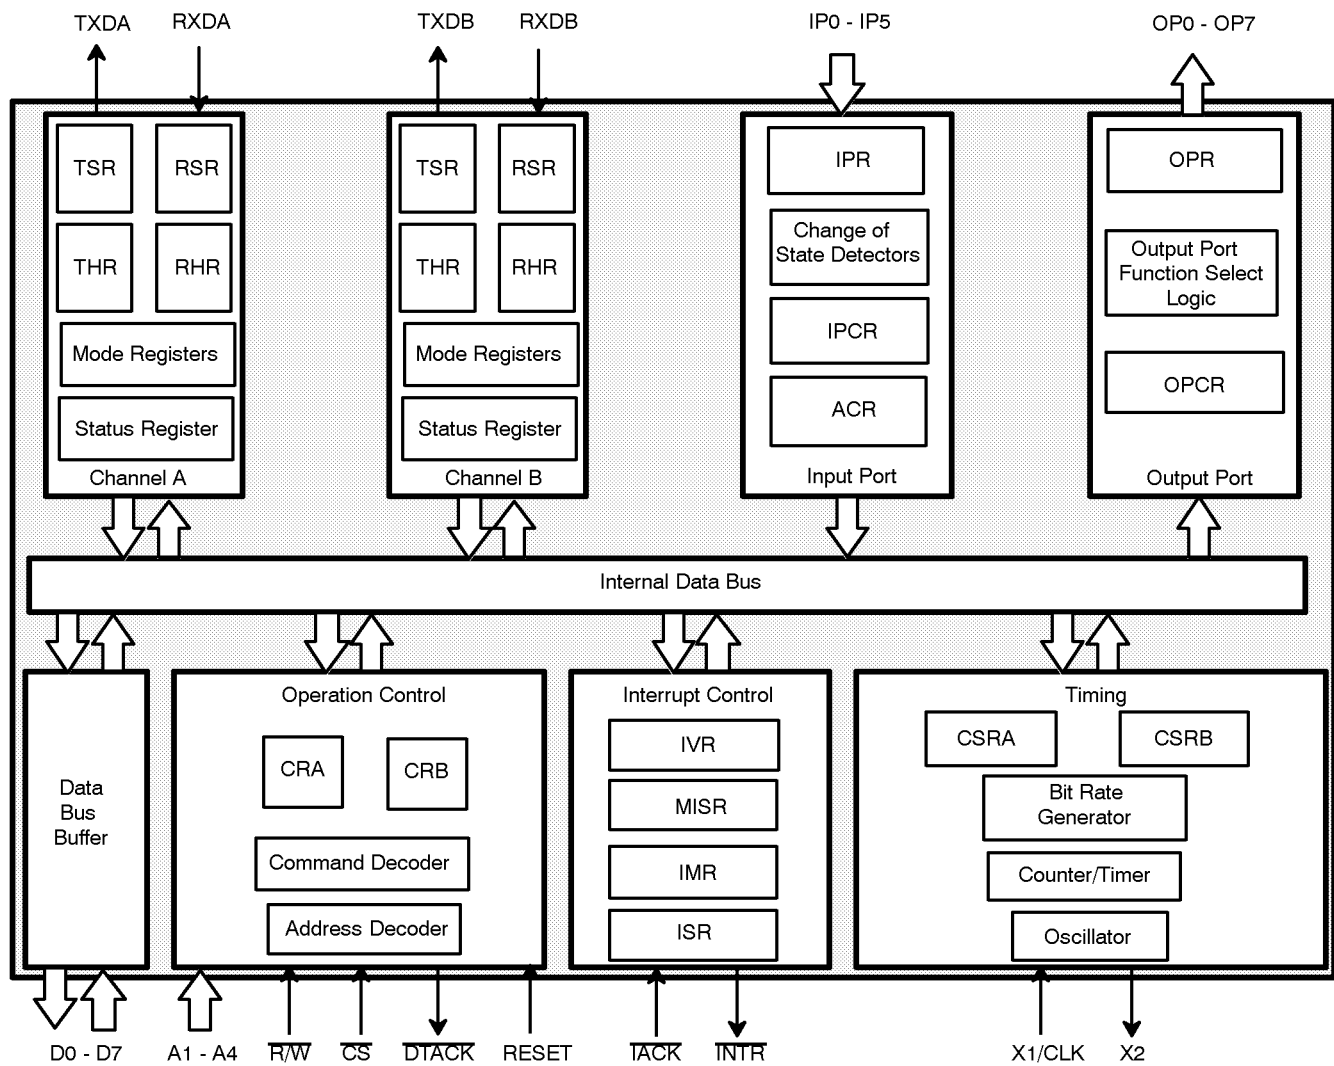 TXDA RXDA TXDB RXDB IP0 - IP5 OP0 - OP7
TSR RSR
THR RHR
Mode Registers
Status Register
Channel A
TSR RSR
THR RHR
Mode Registers
Status Register
Channel B
IPR
Change of
State Detectors
IPCR
ACR
Input Port
OPR
Output Port
Function Select
Logic
OPCR
Output Port
Internal Data Bus
Data
Bus
Buffer
Operation Control
CRA CRB
Command Decoder
Address Decoder
Interrupt Control
IVR
MISR
IMR
ISR
Timing
CSRA CSRB
Bit Rate
Generator
Counter/Timer
Oscillator
D0 - D7 A1 - A4 R/W CS DTACK RESET IACK INTR X1/CLK X2